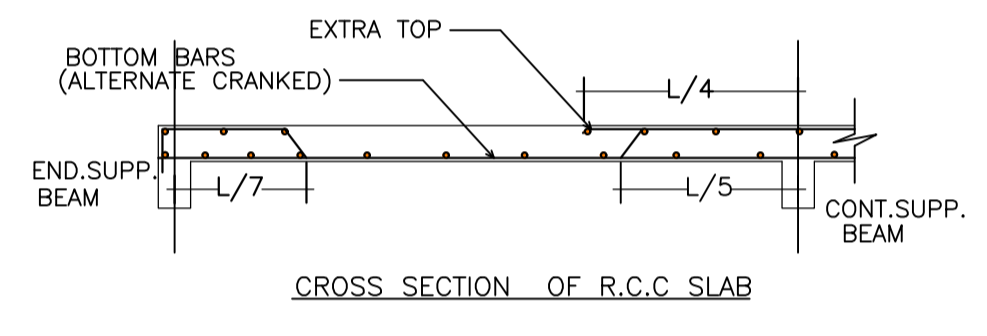 EXTRA TOP
BOTTOM BARS
(ALTERNATE CRANKED)
L/4
END.SUPP.
BEAM
L/7
L/5
CONT.SUPP.
BEAM
CROSS SECTION OF R.C.C SLAB